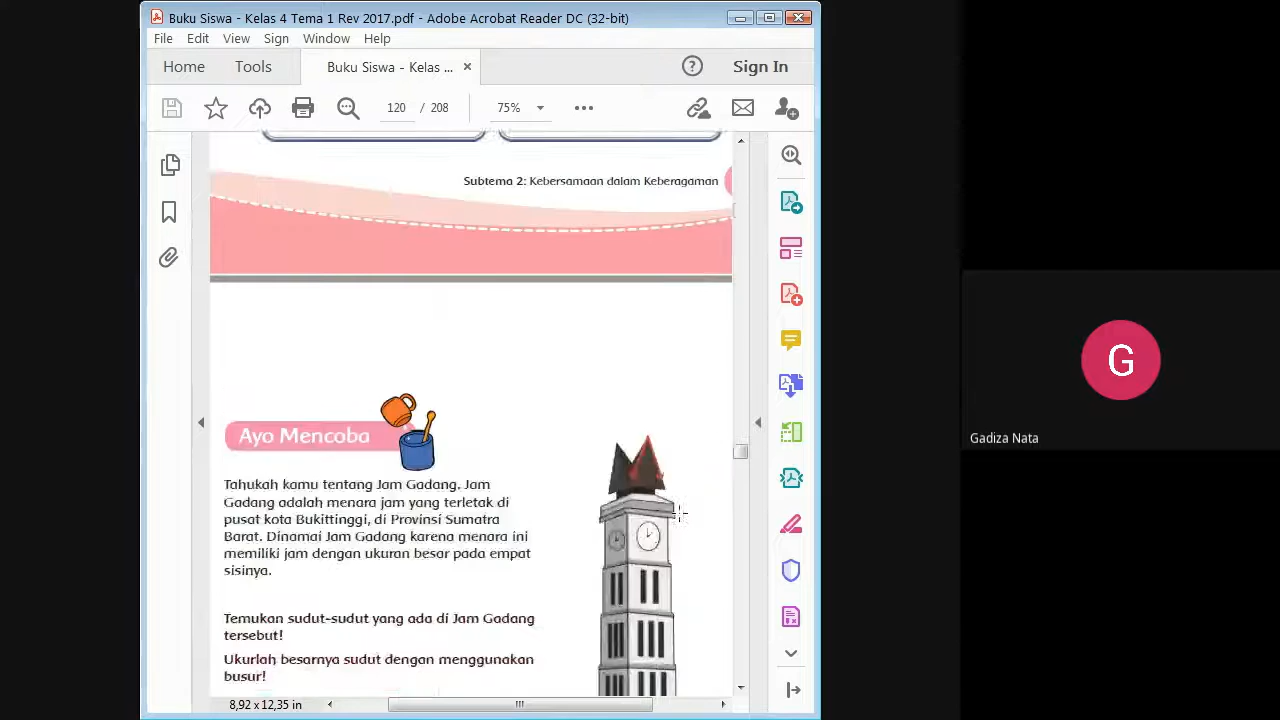 Buku Siswa - Kelas 4 Tema 1 Rev 2017.pdf - Adobe Acrobat Reader DC (32-bit)
File Edit View Sign Window Help
Home Tools Buku Siswa - Kelas ... × Sign In
120 / 208 75%
Subtema 2: Kebersamaan dalam Keberagaman
Ayo Mencoba
Tahukah kamu tentang Jam Gadang. Jam
Gadang adalah menara jam yang terletak di
pusat kota Bukittinggi, di Provinsi Sumatra
Barat. Dinamai Jam Gadang karena menara ini
memiliki jam dengan ukuran besar pada empat
sisinya.
Temukan sudut-sudut yang ada di Jam Gadang
tersebut!
Ukurlah besarnya sudut dengan menggunakan
busur!
8,92 x 12,35 in
G
Gadiza Nata